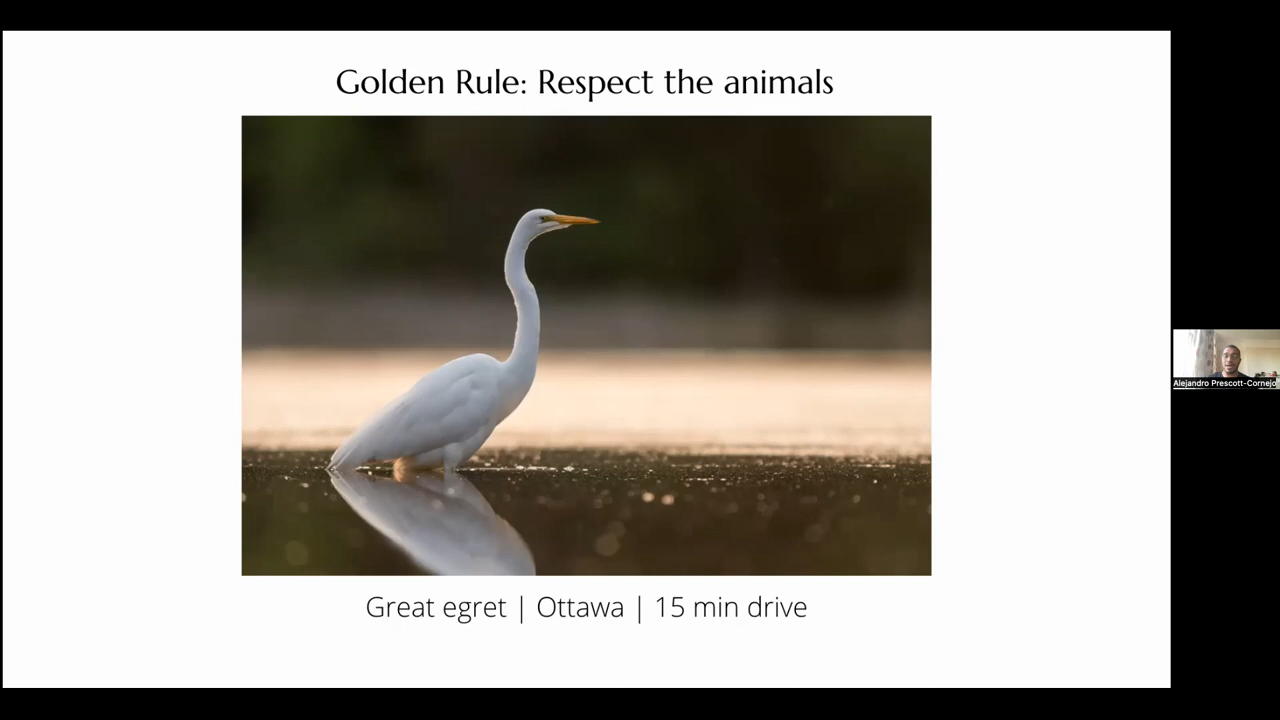 Golden Rule: Respect the animals
Great egret | Ottawa | 15 min drive
Alejandro Prescott-Cornejo